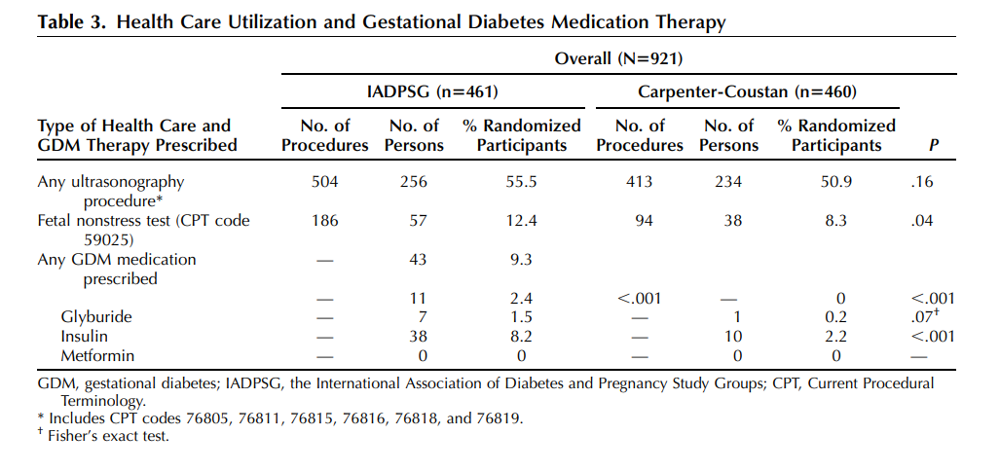 Table 3. Health Care Utilization and Gestational Diabetes Medication Therapy
Overall (N=921)
IADPSG (n=461) Carpenter-Coustan (n=460)
Type of Health Care and No. of No. of % Randomized No. of No. of % Randomized
GDM Therapy Prescribed Procedures Persons Participants Procedures Persons Participants P
Any ultrasonography 504 256 55.5 413 234 50.9 .16
procedure*
Fetal nonstress test (CPT code 186 57 12.4 94 38 8.3 .04
59025)
Any GDM medication — 43 9.3
prescribed
— 11 2.4 <.001 — 0 <.001
Glyburide — 7 1.5 — 1 0.2 .07†
Insulin — 38 8.2 — 10 2.2 <.001
Metformin — 0 0 — 0 0 —
GDM, gestational diabetes; IADPSG, the International Association of Diabetes and Pregnancy Study Groups; CPT, Current Procedural
Terminology.
* Includes CPT codes 76805, 76811, 76815, 76816, 76818, and 76819.
† Fisher's exact test.